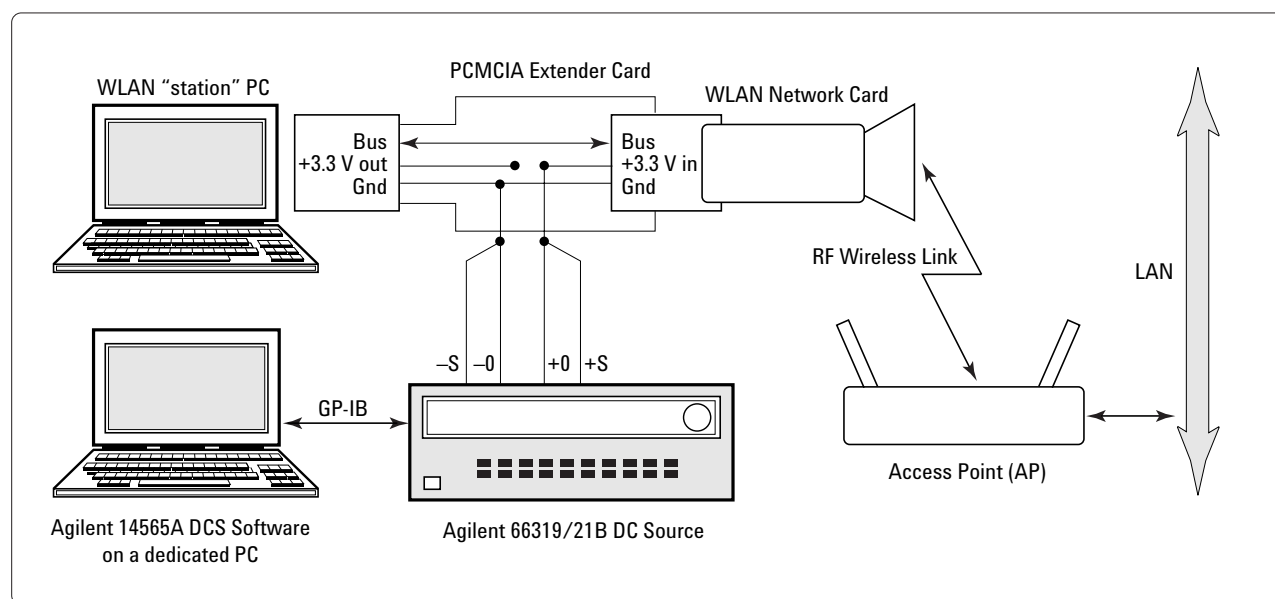 WLAN “station” PC
PCMCIA Extender Card
WLAN Network Card
Bus
+3.3 V out
Gnd
Bus
+3.3 V in
Gnd
RF Wireless Link
LAN
–S
–0
+0
+S
GP-IB
Access Point (AP)
Agilent 14565A DCS Software
on a dedicated PC
Agilent 66319/21B DC Source